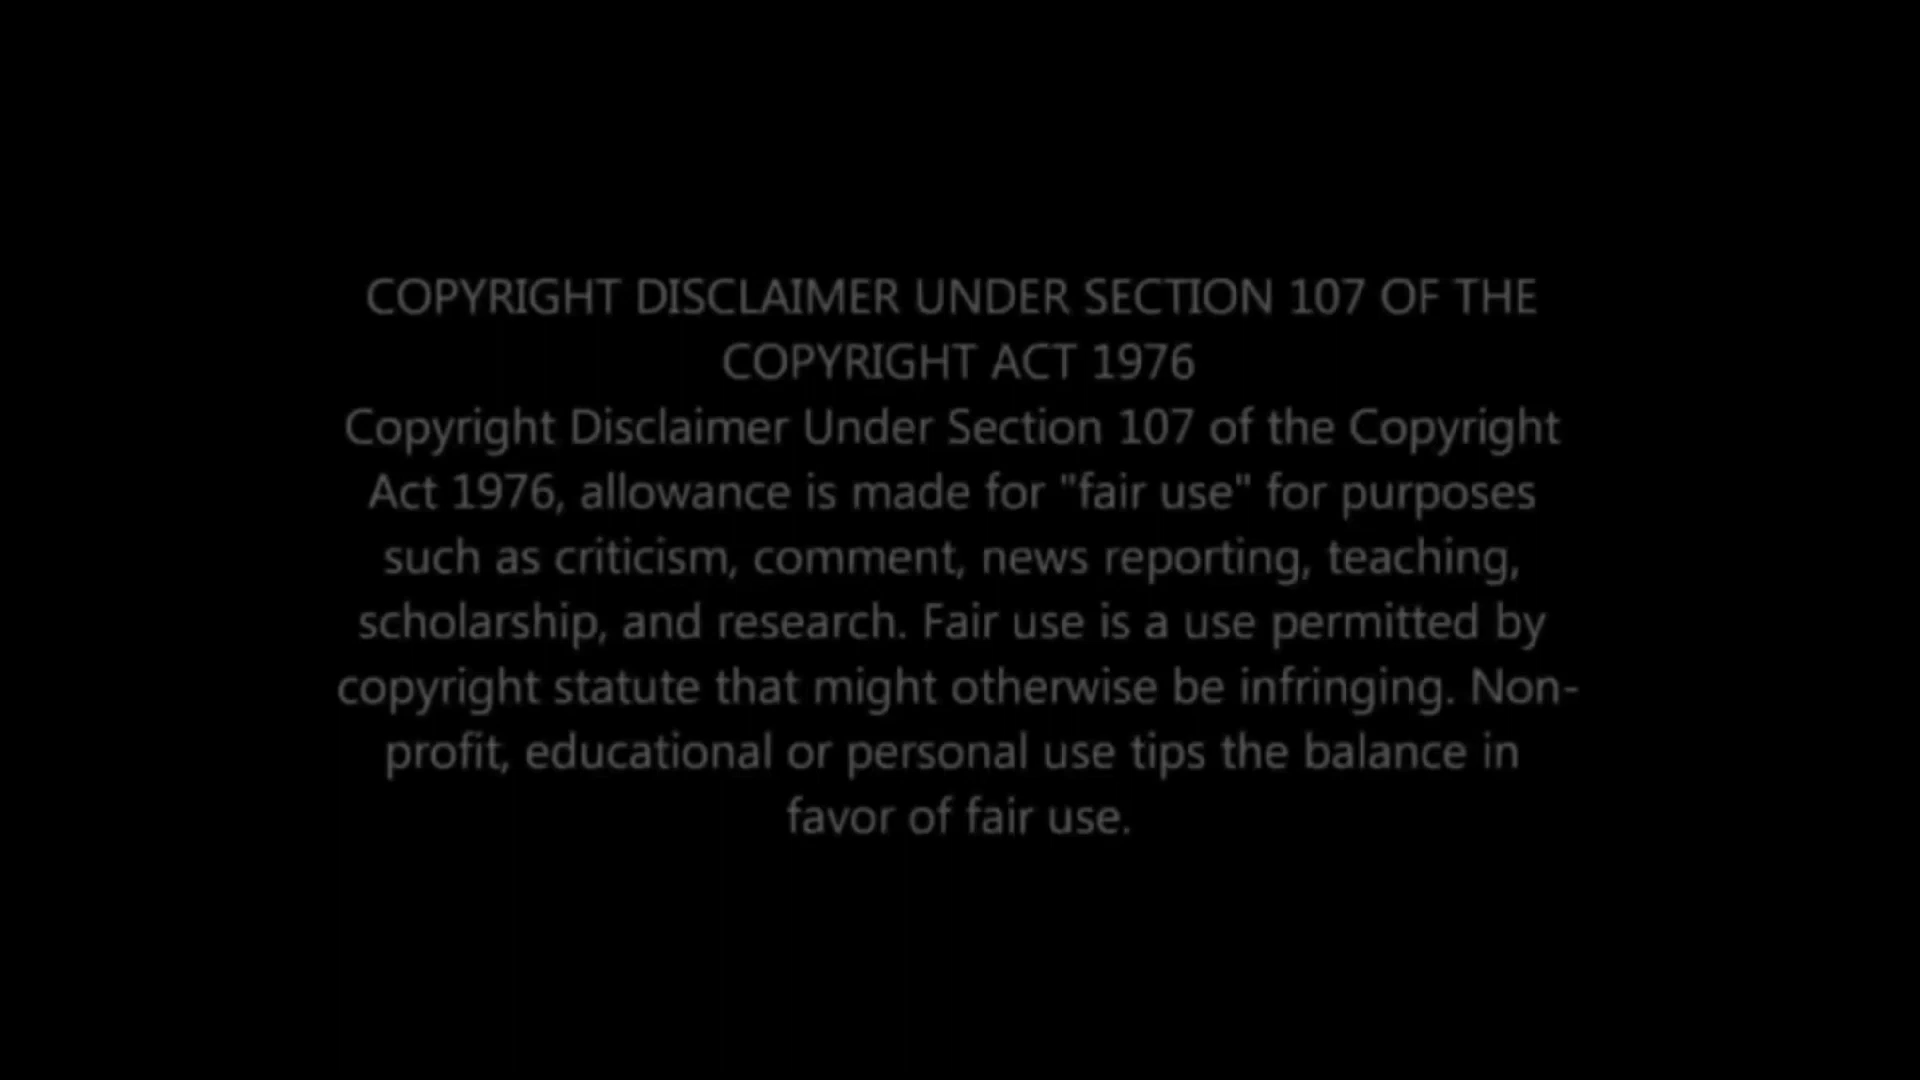 COPYRIGHT DISCLAIMER UNDER SECTION 107 OF THE
COPYRIGHT ACT 1976
Copyright Disclaimer Under Section 107 of the Copyright
Act 1976, allowance is made for "fair use" for purposes
such as criticism, comment, news reporting, teaching,
scholarship, and research. Fair use is a use permitted by
copyright statute that might otherwise be infringing. Non-
profit, educational or personal use tips the balance in
favor of fair use.